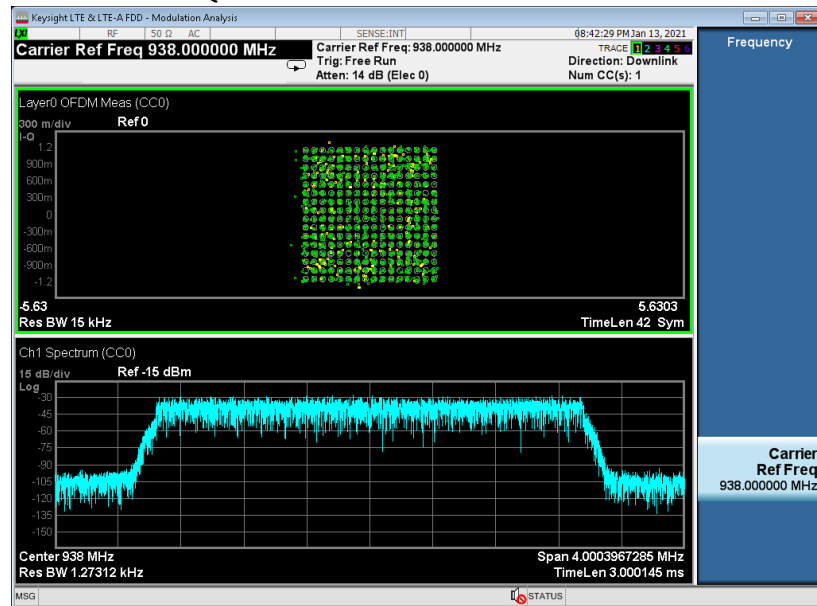 Keysight LTE & LTE-A FDD - Modulation Analysis
LXI RF 50 Ω AC SENSE:INT 08:42:29 PM Jan 13, 2021
Carrier Ref Freq 938.000000 MHz
Carrier Ref Freq: 938.000000 MHz
Trig: Free Run
Atten: 14 dB (Elec 0)
TRACE 1 2 3 4 5 6
Direction: Downlink
Num CC(s): 1
Frequency
Layer0 OFDM Meas (CC0)
300 m/div Ref 0
I-Q
1.2
900m
600m
300m
0
-300m
-600m
-900m
-1.2
-5.63 5.6303
Res BW 15 kHz TimeLen 42 Sym
Ch1 Spectrum (CC0)
15 dB/div Ref -15 dBm
Log
-30
-45
-60
-75
-90
-105
-120
-135
-150
Center 938 MHz Span 4.0003967285 MHz
Res BW 1.27312 kHz TimeLen 3.000145 ms
Carrier
Ref Freq
938.000000 MHz
MSG STATUS